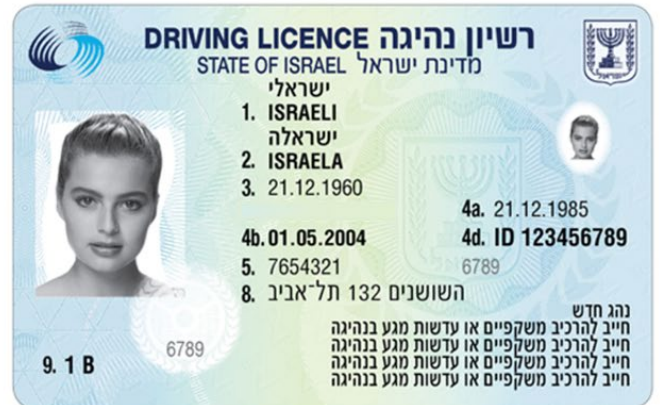 DRIVING LICENCE רשיון נהיגה
STATE OF ISRAEL מדינת ישראל
ישראלי
1. ISRAELI
ישראלה
2. ISRAELA
3. 21.12.1960
4a. 21.12.1985
4b. 01.05.2004
4d. ID 123456789
5. 7654321
6789
8. השושנים 132 תל־אביב
נהג חדש
חייב להרכיב משקפיים או עדשות מגע בנהיגה
חייב להרכיב משקפיים או עדשות מגע בנהיגה
חייב להרכיב משקפיים או עדשות מגע בנהיגה
חייב להרכיב משקפיים או עדשות מגע בנהיגה
6789
9. 1 B